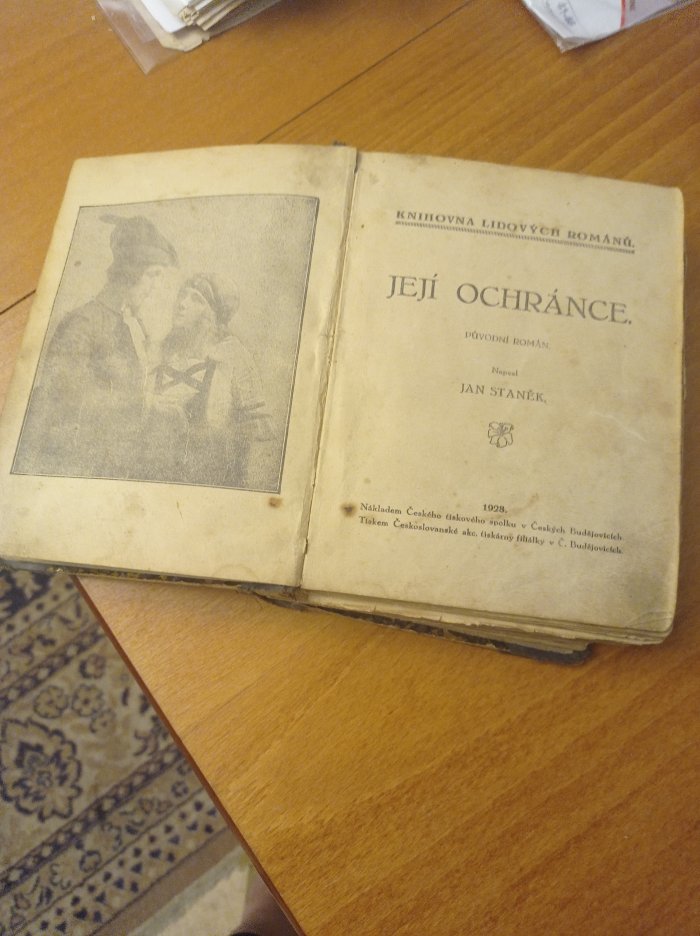 KNIHOVNA LIDOVÝCH ROMÁNŮ.
JEJÍ OCHRÁNCE.
PŮVODNÍ ROMÁN.
Napsal
JAN STANĚK.
1928.
Nákladem Českého tiskového spolku v Českých Budějovicích.
Tiskem Československé akc. tiskárny filiálky v Č. Budějovicích.